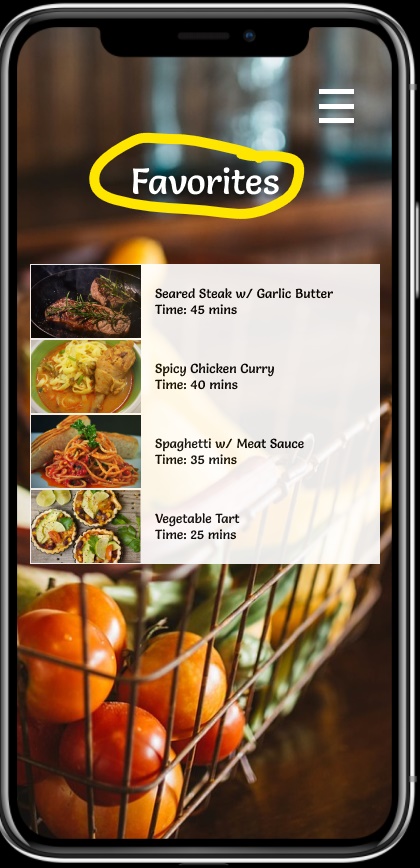 Favorites
Seared Steak w/ Garlic Butter
Time: 45 mins
Spicy Chicken Curry
Time: 40 mins
Spaghetti w/ Meat Sauce
Time: 35 mins
Vegetable Tart
Time: 25 mins